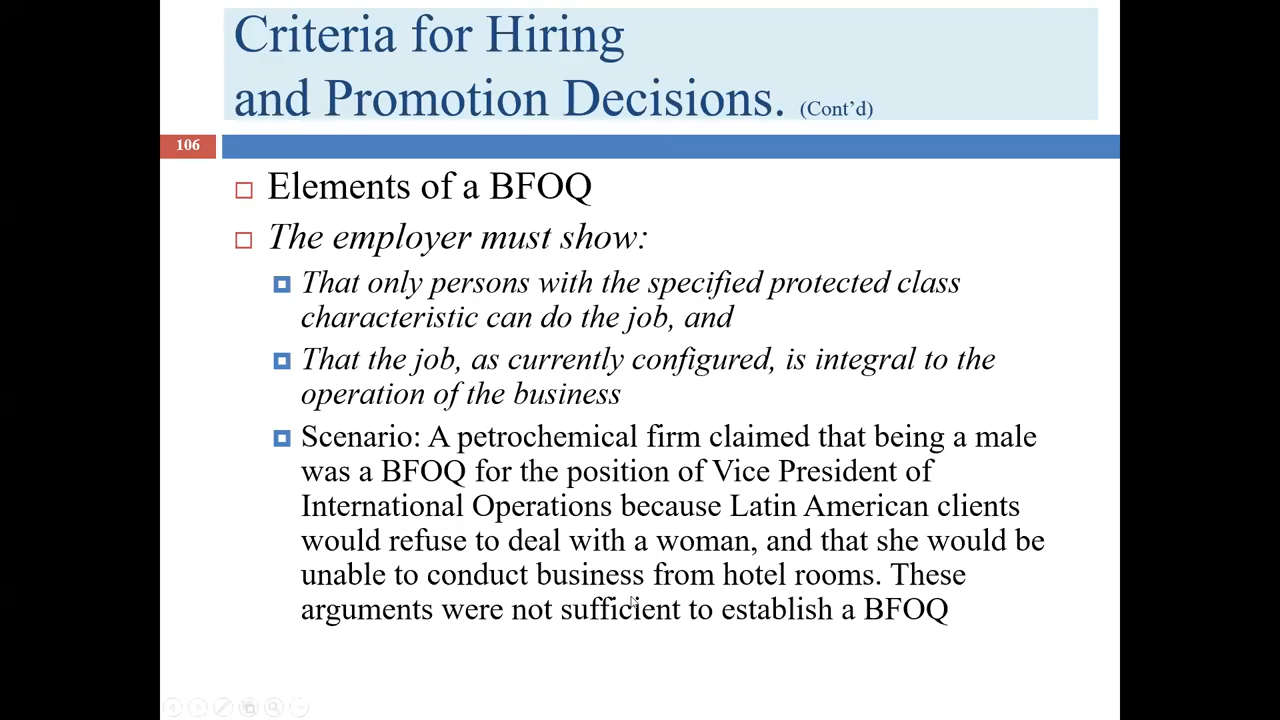 Criteria for Hiring
and Promotion Decisions. (Cont’d)
106
Elements of a BFOQ
The employer must show:
That only persons with the specified protected class
characteristic can do the job, and
That the job, as currently configured, is integral to the
operation of the business
Scenario: A petrochemical firm claimed that being a male
was a BFOQ for the position of Vice President of
International Operations because Latin American clients
would refuse to deal with a woman, and that she would be
unable to conduct business from hotel rooms. These
arguments were not sufficient to establish a BFOQ